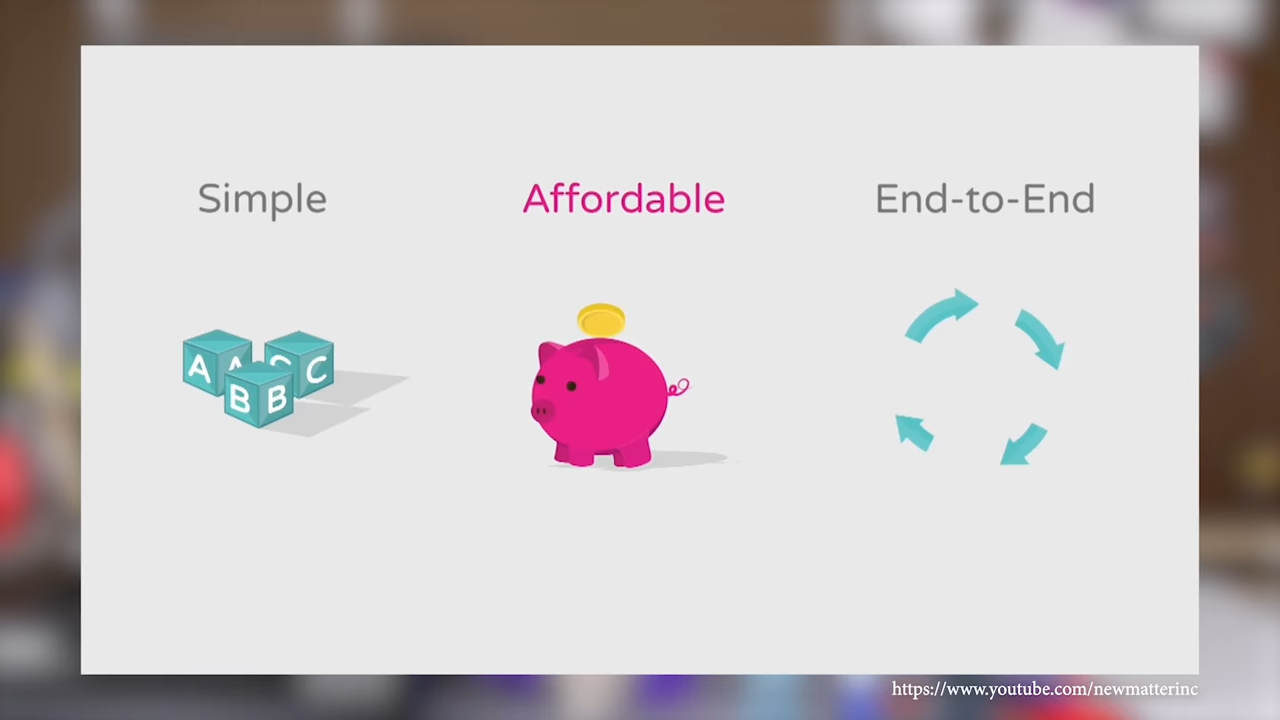 Simple
Affordable
End-to-End
A A
C C
B B
https://www.youtube.com/newmatterinc